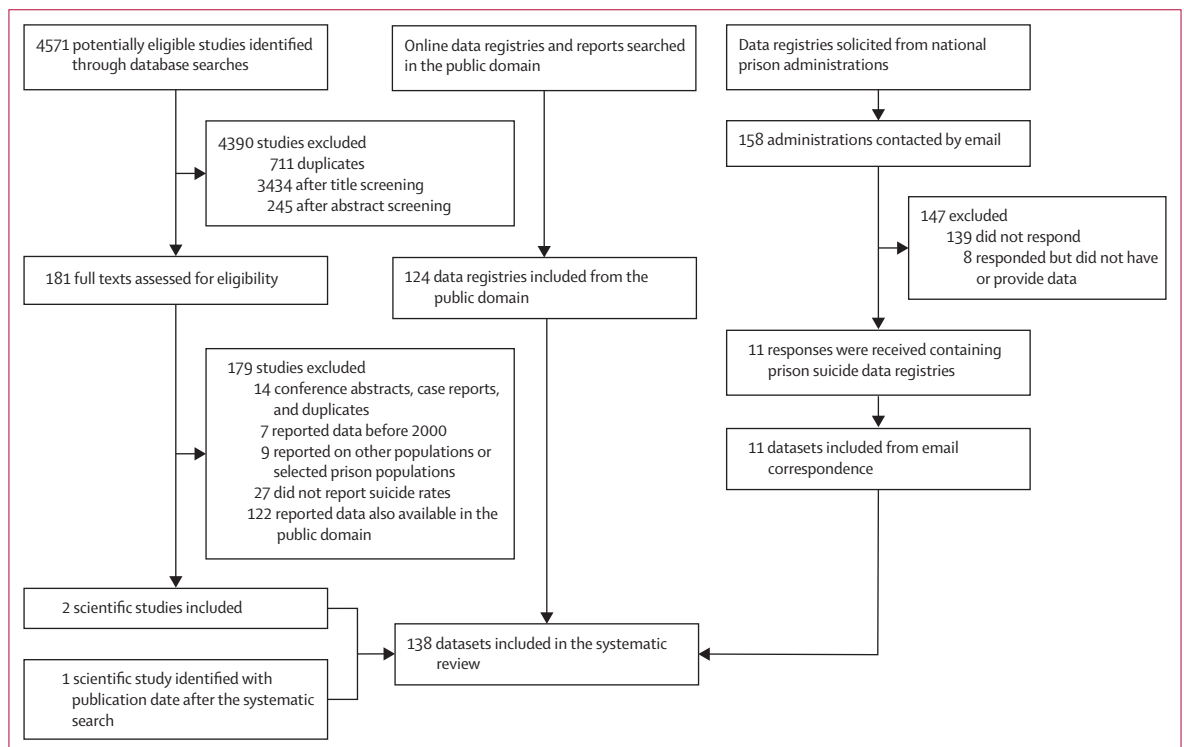 4571 potentially eligible studies identified
through database searches
4390 studies excluded
711 duplicates
3434 after title screening
245 after abstract screening
181 full texts assessed for eligibility
179 studies excluded
14 conference abstracts, case reports,
and duplicates
7 reported data before 2000
9 reported on other populations or
selected prison populations
27 did not report suicide rates
122 reported data also available in the
public domain
2 scientific studies included
1 scientific study identified with
publication date after the systematic
search
Online data registries and reports searched
in the public domain
124 data registries included from the
public domain
138 datasets included in the systematic
review
Data registries solicited from national
prison administrations
158 administrations contacted by email
147 excluded
139 did not respond
8 responded but did not have
or provide data
11 responses were received containing
prison suicide data registries
11 datasets included from email
correspondence